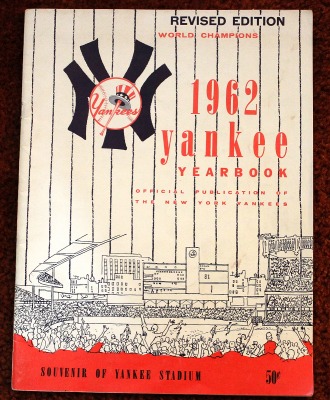 REVISED EDITION
WORLD CHAMPIONS
Yankees
1962
yankee
YEARBOOK
OFFICIAL PUBLICATION OF
THE NEW YORK YANKEES
21
SOUVENIR OF YANKEE STADIUM 50¢